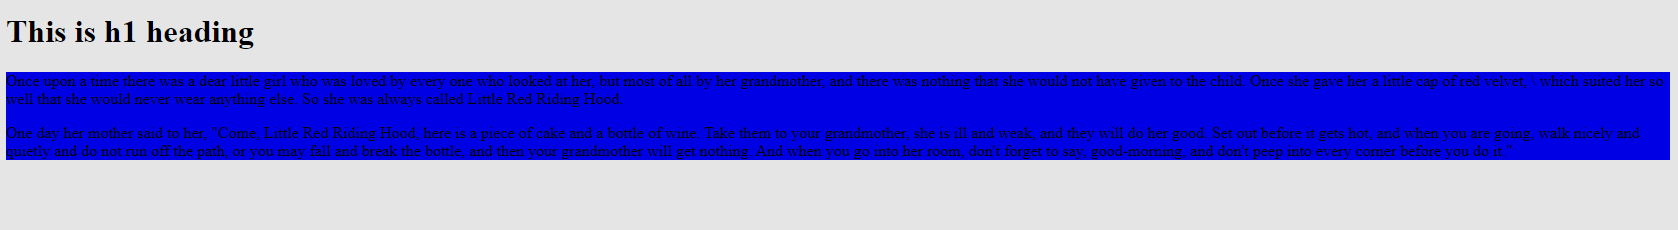 This is h1 heading
Once upon a time there was a dear little girl who was loved by every one who looked at her, but most of all by her grandmother, and there was nothing that she would not have given to the child. Once she gave her a little cap of red velvet, \ which suited her so
well that she would never wear anything else. So she was always called Little Red Riding Hood.
One day her mother said to her, "Come, Little Red Riding Hood, here is a piece of cake and a bottle of wine. Take them to your grandmother, she is ill and weak, and they will do her good. Set out before it gets hot, and when you are going, walk nicely and
quietly and do not run off the path, or you may fall and break the bottle, and then your grandmother will get nothing. And when you go into her room, don't forget to say, good-morning, and don't peep into every corner before you do it."